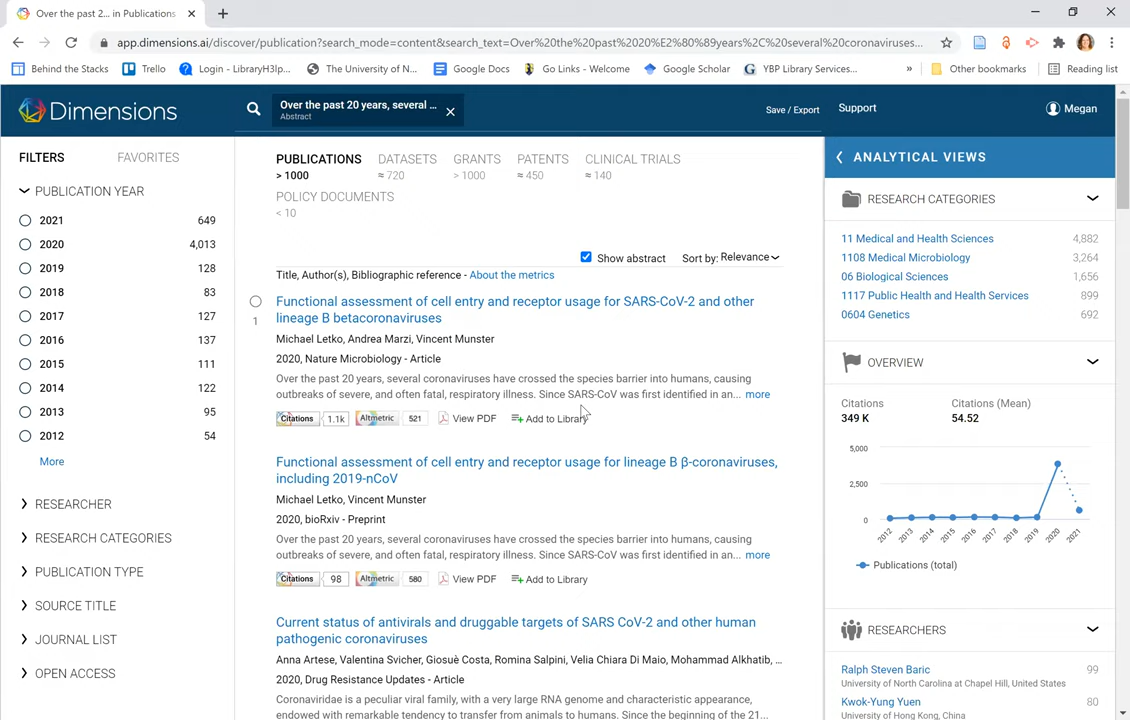 Over the past 2... in Publications
app.dimensions.ai/discover/publication?search_mode=content&search_text=Over%20the%20past%2020%E2%80%89years%2C%20several%20coronaviruses...
Behind the Stacks
Trello
Login - LibraryH3lp...
The University of N...
Google Docs
Go Links - Welcome
Google Scholar
YBP Library Services...
»
Other bookmarks
Reading list
Dimensions
Over the past 20 years, several ...
Abstract
Save / Export
Support
Megan
FILTERS
FAVORITES
PUBLICATION YEAR
2021 649
2020 4,013
2019 128
2018 83
2017 127
2016 137
2015 111
2014 122
2013 95
2012 54
More
RESEARCHER
RESEARCH CATEGORIES
PUBLICATION TYPE
SOURCE TITLE
JOURNAL LIST
OPEN ACCESS
PUBLICATIONS
> 1000
DATASETS
≈ 720
GRANTS
> 1000
PATENTS
≈ 450
CLINICAL TRIALS
≈ 140
POLICY DOCUMENTS
< 10
Show abstract
Sort by: Relevance
Title, Author(s), Bibliographic reference - About the metrics
1
Functional assessment of cell entry and receptor usage for SARS-CoV-2 and other
lineage B betacoronaviruses
Michael Letko, Andrea Marzi, Vincent Munster
2020, Nature Microbiology - Article
Over the past 20 years, several coronaviruses have crossed the species barrier into humans, causing
outbreaks of severe, and often fatal, respiratory illness. Since SARS-CoV was first identified in an... more
Citations 1.1k Altmetric 521 View PDF Add to Library
Functional assessment of cell entry and receptor usage for lineage B β-coronaviruses,
including 2019-nCoV
Michael Letko, Vincent Munster
2020, bioRxiv - Preprint
Over the past 20 years, several coronaviruses have crossed the species barrier into humans, causing
outbreaks of severe, and often fatal, respiratory illness. Since SARS-CoV was first identified in an... more
Citations 98 Altmetric 580 View PDF Add to Library
Current status of antivirals and druggable targets of SARS CoV-2 and other human
pathogenic coronaviruses
Anna Artese, Valentina Svicher, Giosuè Costa, Romina Salpini, Velia Chiara Di Maio, Mohammad Alkhatib, ...
2020, Drug Resistance Updates - Article
Coronaviridae is a peculiar viral family, with a very large RNA genome and characteristic appearance,
endowed with remarkable tendency to transfer from animals to humans. Since the beginning of the 21...
ANALYTICAL VIEWS
RESEARCH CATEGORIES
11 Medical and Health Sciences 4,882
1108 Medical Microbiology 3,264
06 Biological Sciences 1,656
1117 Public Health and Health Services 899
0604 Genetics 692
OVERVIEW
Citations
349 K
Citations (Mean)
54.52
5,000
2,500
0
2012
2013
2014
2015
2016
2017
2018
2019
2020
2021
Publications (total)
RESEARCHERS
Ralph Steven Baric 99
University of North Carolina at Chapel Hill, United States
Kwok-Yung Yuen 80
University of Hong Kong, China